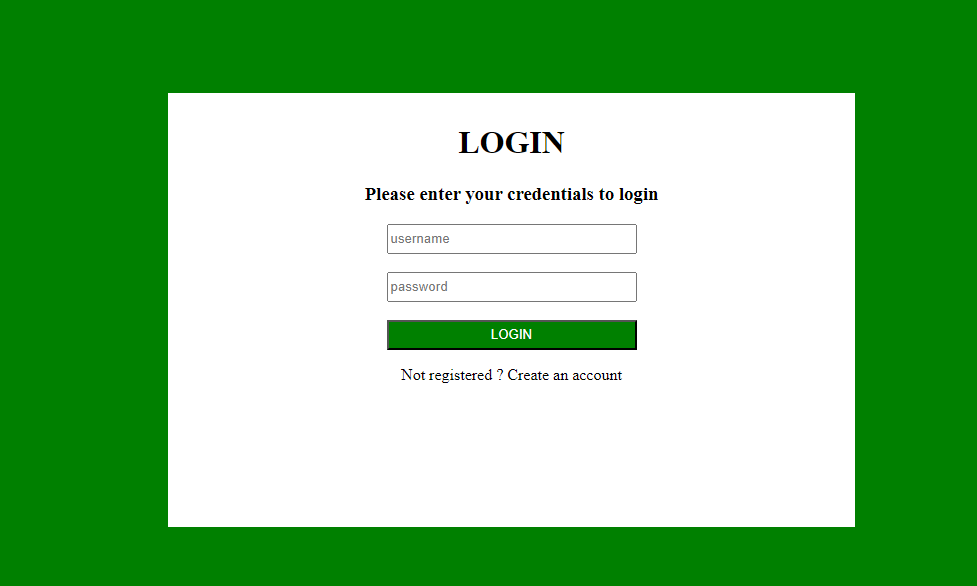 LOGIN
Please enter your credentials to login
username
password
LOGIN
Not registered ? Create an account